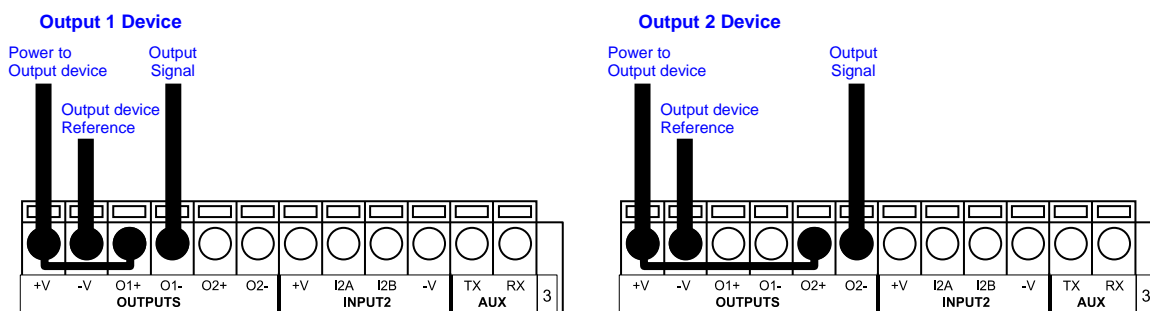 Output 1 Device
Power to
Output device
Output
Signal
Output device
Reference
+V -V O1+ O1- O2+ O2- +V I2A I2B -V TX RX
OUTPUTS INPUT2 AUX
3
Output 2 Device
Power to
Output device
Output
Signal
Output device
Reference
+V -V O1+ O1- O2+ O2- +V I2A I2B -V TX RX
OUTPUTS INPUT2 AUX
3